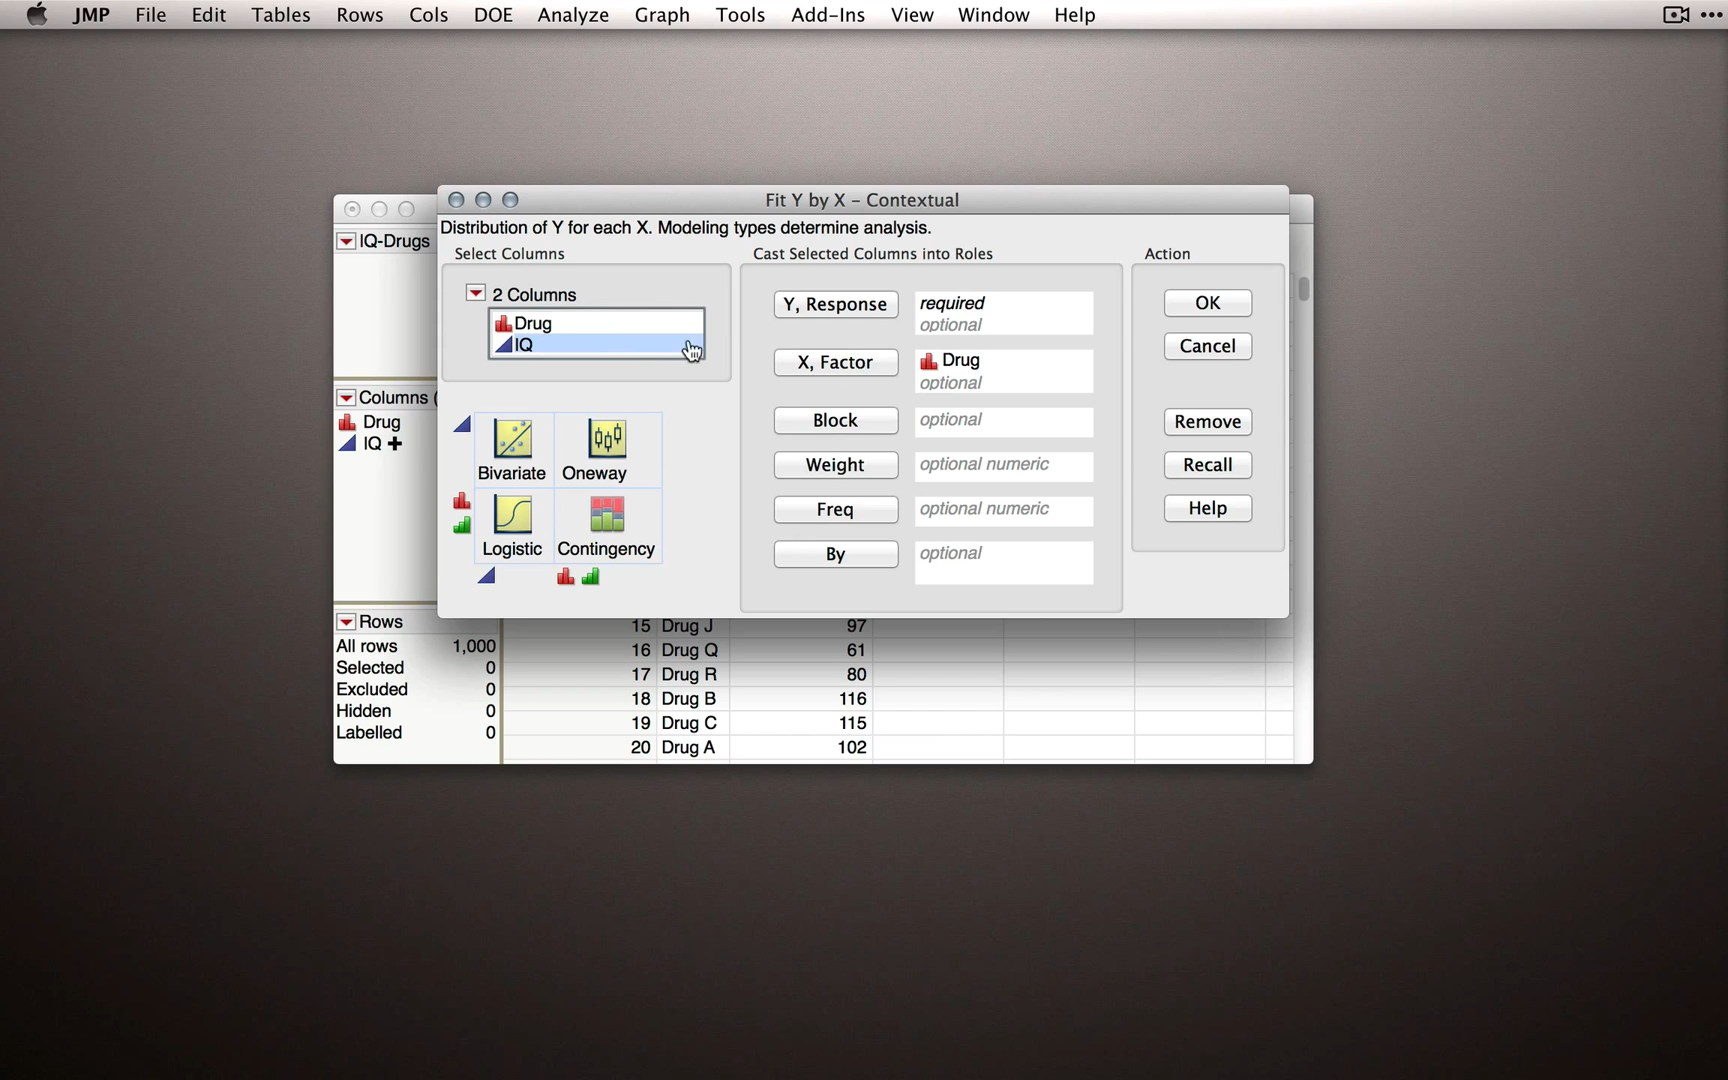 JMP File Edit Tables Rows Cols DOE Analyze Graph Tools Add-Ins View Window Help
Fit Y by X – Contextual
Distribution of Y for each X. Modeling types determine analysis.
Select Columns
2 Columns
Drug
IQ
Bivariate Oneway
Logistic Contingency
Cast Selected Columns into Roles
Y, Response required
optional
X, Factor Drug
optional
Block optional
Weight optional numeric
Freq optional numeric
By optional
Action
OK
Cancel
Remove
Recall
Help
IQ-Drugs
Columns (
Drug
IQ
Rows
All rows 1,000
Selected 0
Excluded 0
Hidden 0
Labelled 0
15 Drug J 97
16 Drug Q 61
17 Drug R 80
18 Drug B 116
19 Drug C 115
20 Drug A 102